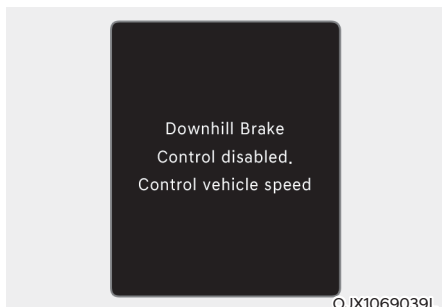 Downhill Brake
Control disabled.
Control vehicle speed
OJX1069039L